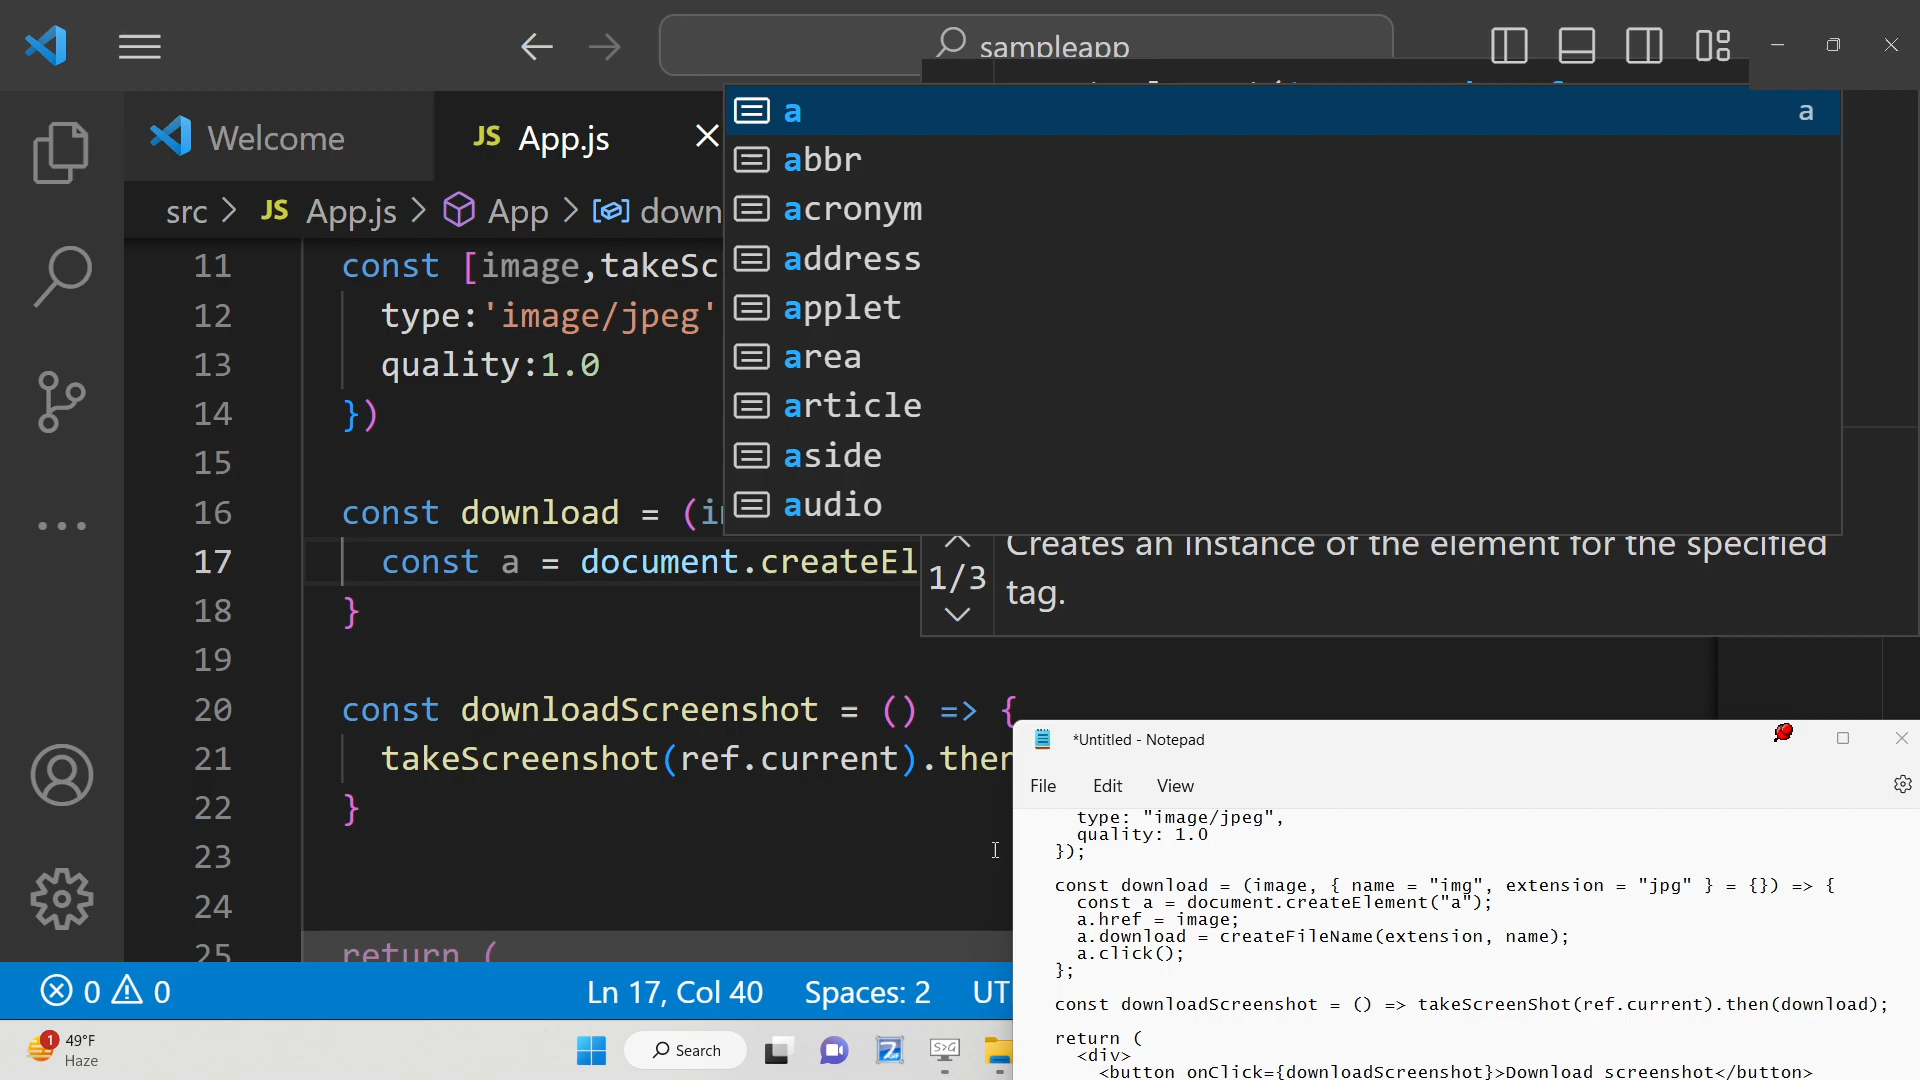 sampleapp
Welcome
JS App.js
src > JS App.js > App > down
11 const [image,takeSc
12 type:'image/jpeg'
13 quality:1.0
14 })
15
16 const download = (i
17 const a = document.createEl
18 }
19
20 const downloadScreenshot = () => {
21 takeScreenshot(ref.current).then
22 }
23
24
25 return (
a a
abbr
acronym
address
applet
area
article
aside
audio
1/3
Creates an instance of the element for the specified
tag.
0 0 Ln 17, Col 40 Spaces: 2 UT
*Untitled - Notepad
File Edit View
type: "image/jpeg",
quality: 1.0
});
const download = (image, { name = "img", extension = "jpg" } = {}) => {
const a = document.createElement("a");
a.href = image;
a.download = createFileName(extension, name);
a.click();
};
const downloadScreenshot = () => takeScreenShot(ref.current).then(download);
return (
<div>
<button onClick={downloadScreenshot}>Download screenshot</button>
1
49°F
Haze
Search
S>G